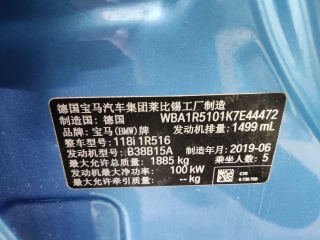 德国宝马汽车集团莱比锡工厂制造
制造国：德国 WBA1R5101K7E44472
品牌：宝马(BMW)牌 发动机排量：1499 mL
整车型号：118i 1R516
发动机型号：B38B15A 制造年月：2019-06
最大允许总质量：1885 kg 乘坐人数：5
发动机最大净功率：100 kW
最大允许牵引质量：-- kg